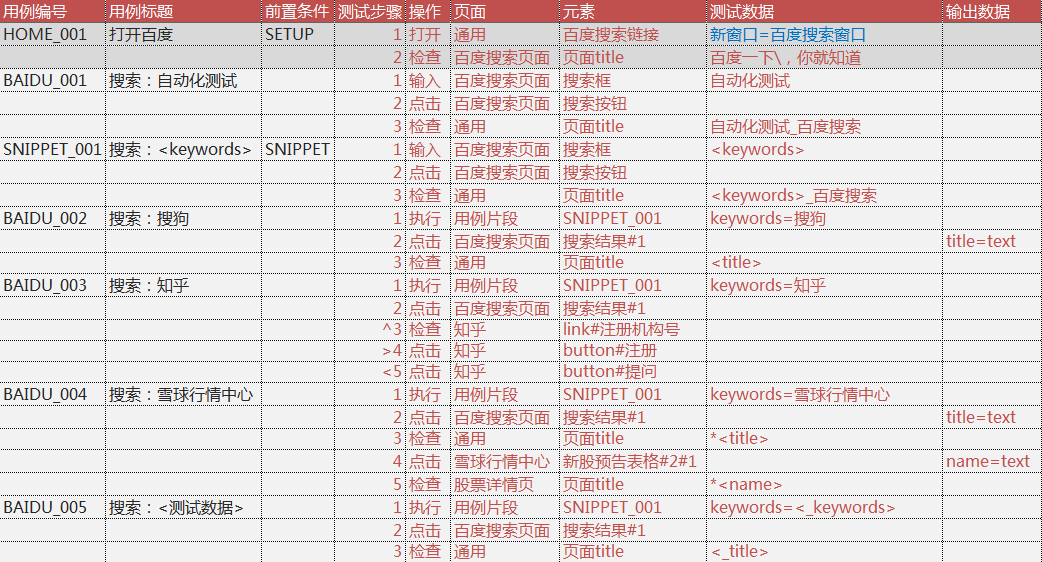 用例编号 用例标题 前置条件 测试步骤 操作 页面 元素 测试数据 输出数据
HOME_001 打开百度 SETUP 1 打开 通用 百度搜索链接 新窗口=百度搜索窗口
2 检查 百度搜索页面 页面title 百度一下\，你就知道
BAIDU_001 搜索：自动化测试 1 输入 百度搜索页面 搜索框 自动化测试
2 点击 百度搜索页面 搜索按钮
3 检查 通用 页面title 自动化测试_百度搜索
SNIPPET_001 搜索：<keywords> SNIPPET 1 输入 百度搜索页面 搜索框 <keywords>
2 点击 百度搜索页面 搜索按钮
3 检查 通用 页面title <keywords>_百度搜索
BAIDU_002 搜索：搜狗 1 执行 用例片段 SNIPPET_001 keywords=搜狗
2 点击 百度搜索页面 搜索结果#1 title=text
3 检查 通用 页面title <title>
BAIDU_003 搜索：知乎 1 执行 用例片段 SNIPPET_001 keywords=知乎
2 点击 百度搜索页面 搜索结果#1
^3 检查 知乎 link#注册机构号
>4 点击 知乎 button#注册
<5 点击 知乎 button#提问
BAIDU_004 搜索：雪球行情中心 1 执行 用例片段 SNIPPET_001 keywords=雪球行情中心
2 点击 百度搜索页面 搜索结果#1 title=text
3 检查 通用 页面title *<title>
4 点击 雪球行情中心 新股预告表格#2#1 name=text
5 检查 股票详情页 页面title *<name>
BAIDU_005 搜索：<测试数据> 1 执行 用例片段 SNIPPET_001 keywords=<_keywords>
2 点击 百度搜索页面 搜索结果#1
3 检查 通用 页面title <_title>